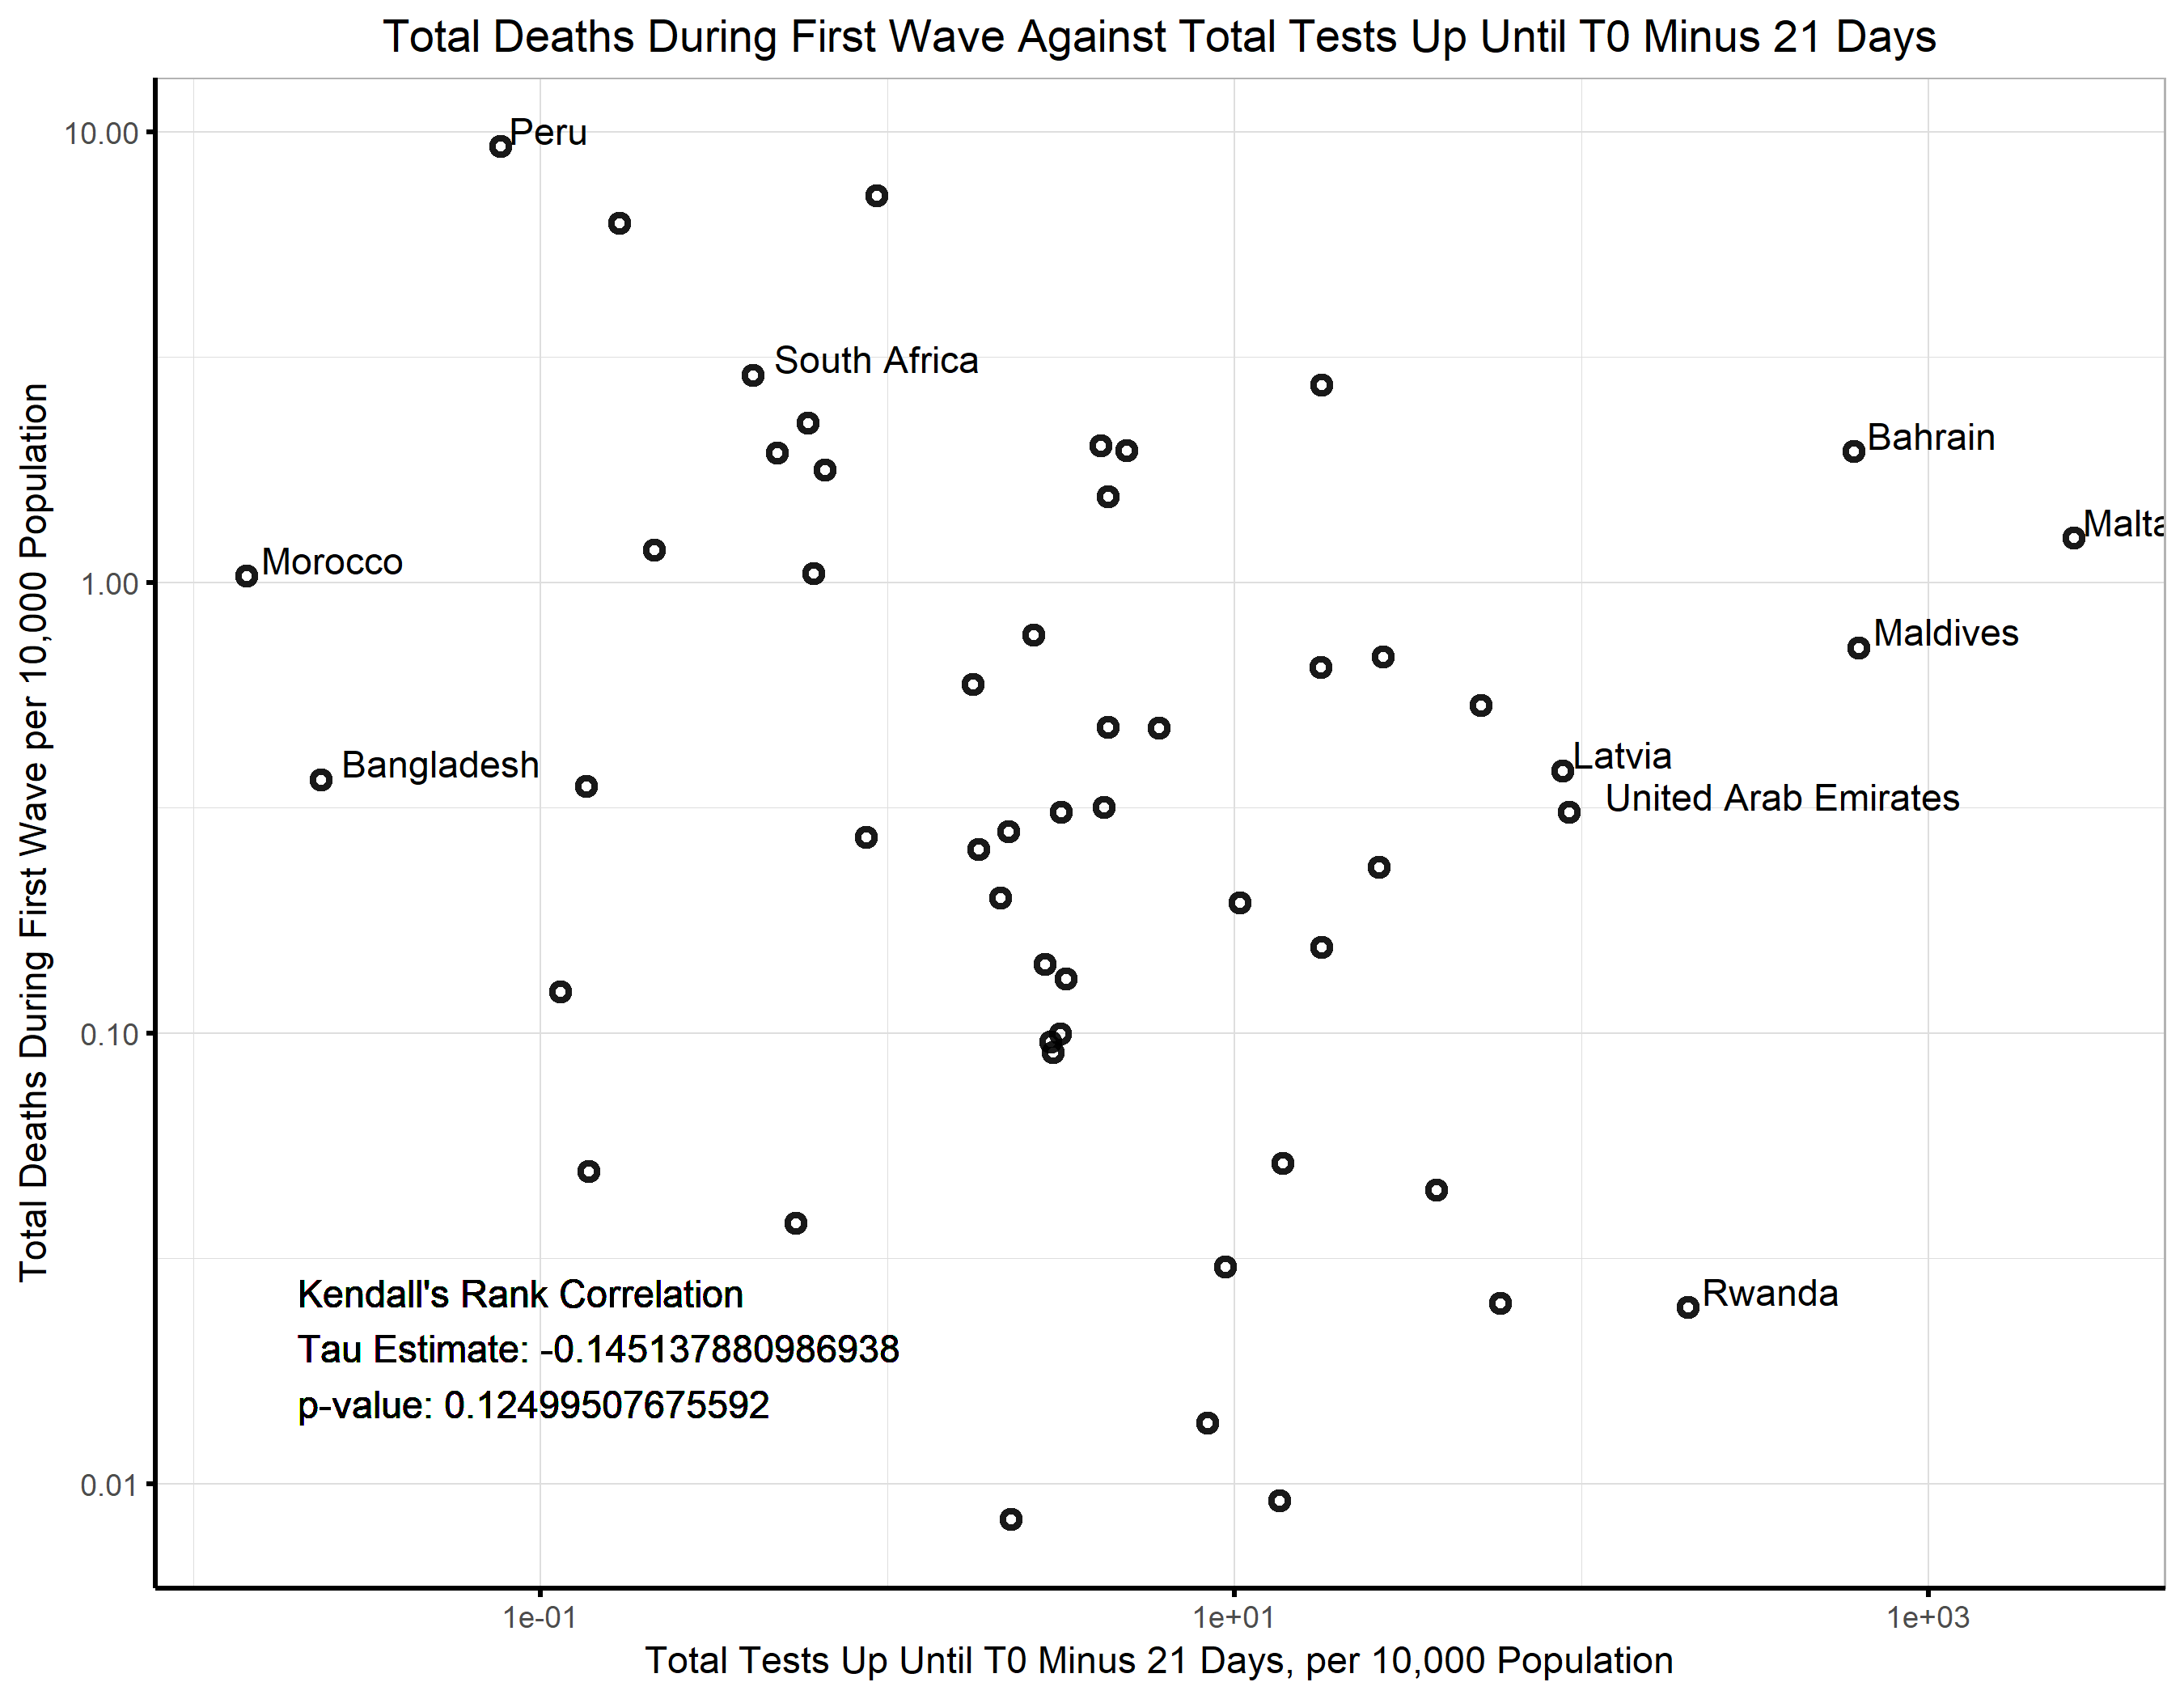 Total Deaths During First Wave Against Total Tests Up Until T0 Minus 21 Days
Total Deaths During First Wave per 10,000 Population
10.00
1.00
0.10
0.01
Peru
South Africa
Bahrain
Malta
Morocco
Maldives
Bangladesh
Latvia
United Arab Emirates
Rwanda
Kendall's Rank Correlation
Tau Estimate: -0.145137880986938
p-value: 0.12499507675592
1e-01
1e+01
1e+03
Total Tests Up Until T0 Minus 21 Days, per 10,000 Population